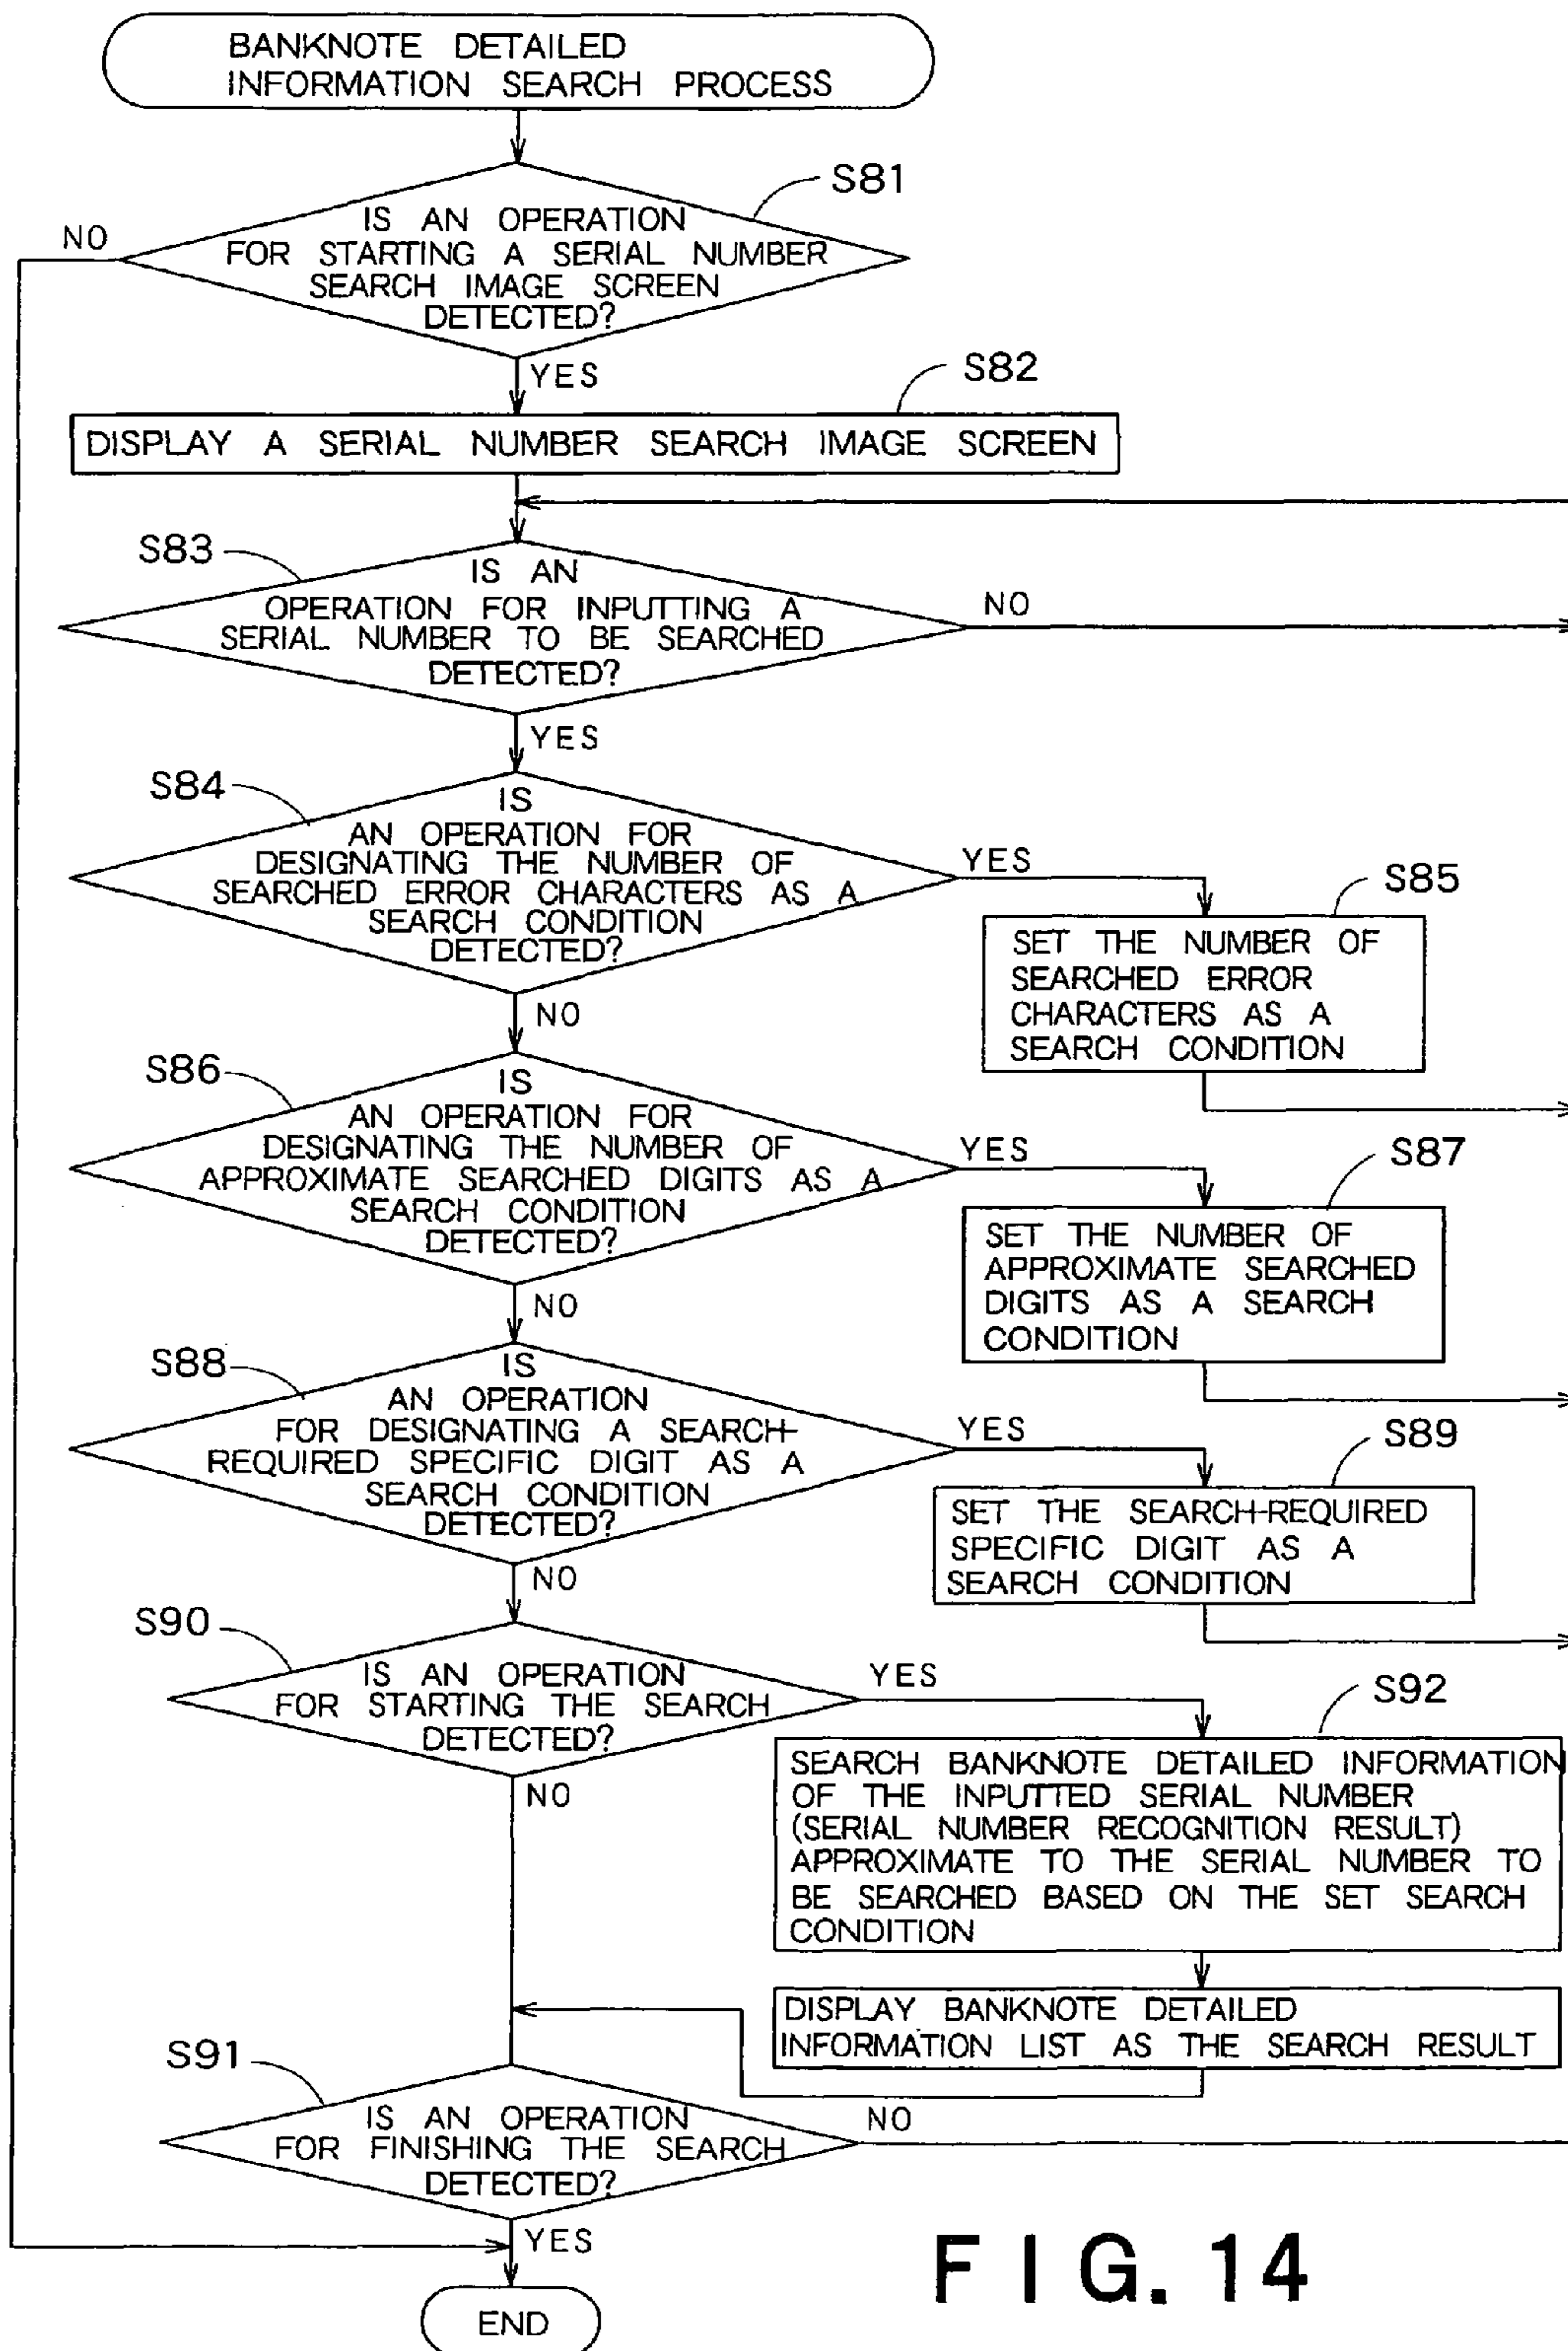 BANKNOTE DETAILED
INFORMATION SEARCH PROCESS
S81
IS AN OPERATION
FOR STARTING A SERIAL NUMBER
SEARCH IMAGE SCREEN
DETECTED?
NO
YES
S82
DISPLAY A SERIAL NUMBER SEARCH IMAGE SCREEN
S83
IS AN
OPERATION FOR INPUTTING A
SERIAL NUMBER TO BE SEARCHED
DETECTED?
NO
YES
S84
IS
AN OPERATION FOR
DESIGNATING THE NUMBER OF
SEARCHED ERROR CHARACTERS AS A
SEARCH CONDITION
DETECTED?
YES
S85
SET THE NUMBER OF
SEARCHED ERROR
CHARACTERS AS A
SEARCH CONDITION
NO
S86
IS
AN OPERATION FOR
DESIGNATING THE NUMBER OF
APPROXIMATE SEARCHED DIGITS AS A
SEARCH CONDITION
DETECTED?
YES
S87
SET THE NUMBER OF
APPROXIMATE SEARCHED
DIGITS AS A SEARCH
CONDITION
NO
S88
IS
AN OPERATION
FOR DESIGNATING A SEARCH-
REQUIRED SPECIFIC DIGIT AS A
SEARCH CONDITION
DETECTED?
YES
S89
SET THE SEARCH-REQUIRED
SPECIFIC DIGIT AS A
SEARCH CONDITION
NO
S90
IS AN OPERATION
FOR STARTING THE SEARCH
DETECTED?
YES
S92
SEARCH BANKNOTE DETAILED INFORMATION
OF THE INPUTTED SERIAL NUMBER
(SERIAL NUMBER RECOGNITION RESULT)
APPROXIMATE TO THE SERIAL NUMBER TO
BE SEARCHED BASED ON THE SET SEARCH
CONDITION
NO
DISPLAY BANKNOTE DETAILED
INFORMATION LIST AS THE SEARCH RESULT
S91
IS AN OPERATION
FOR FINISHING THE SEARCH
DETECTED?
NO
YES
END
FIG. 14